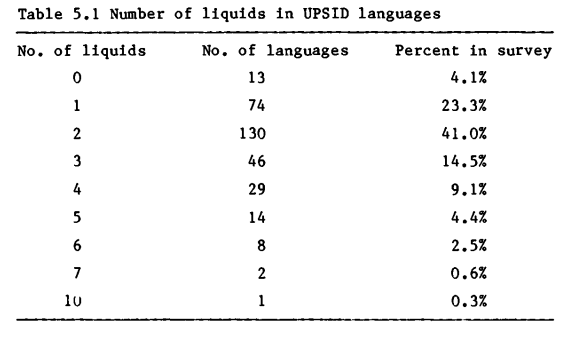 Table 5.1 Number of liquids in UPSID languages
No. of liquids No. of languages Percent in survey
0 13 4.1%
1 74 23.3%
2 130 41.0%
3 46 14.5%
4 29 9.1%
5 14 4.4%
6 8 2.5%
7 2 0.6%
10 1 0.3%